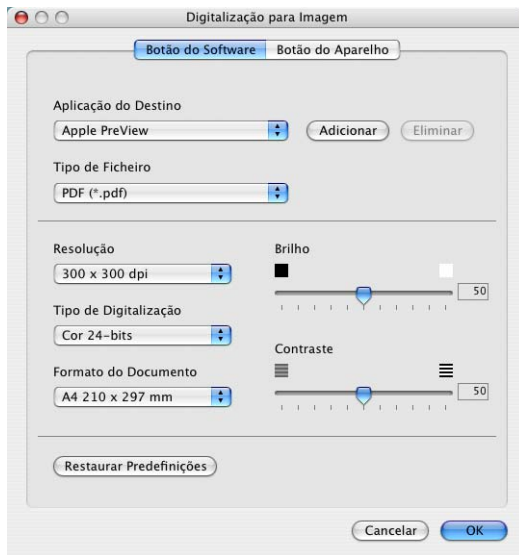 Digitalização para Imagem
Botão do Software Botão do Aparelho
Aplicação do Destino
Apple PreView Adicionar Eliminar
Tipo de Ficheiro
PDF (*.pdf)
Resolução Brilho
300 x 300 dpi
50
Tipo de Digitalização
Cor 24-bits
Contraste
Formato do Documento
A4 210 x 297 mm 50
Restaurar Predefinições
Cancelar OK